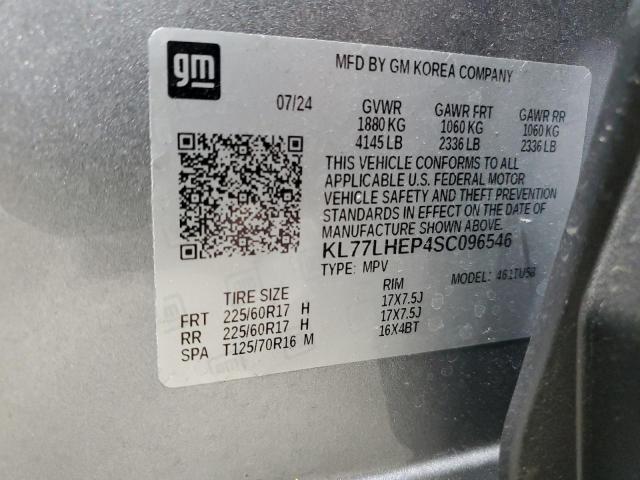 gm
MFD BY GM KOREA COMPANY
07/24
GVWR GAWR FRT GAWR RR
1880 KG 1060 KG 1060 KG
4145 LB 2336 LB 2336 LB
THIS VEHICLE CONFORMS TO ALL
APPLICABLE U.S. FEDERAL MOTOR
VEHICLE SAFETY AND THEFT PREVENTION
STANDARDS IN EFFECT ON THE DATE OF
MANUFACTURE SHOWN ABOVE.
KL77LHEP4SC096546
TYPE: MPV MODEL: 461TU58
TIRE SIZE RIM
FRT 225/60R17 H 17X7.5J
RR 225/60R17 H 17X7.5J
SPA T125/70R16 M 16X4BT